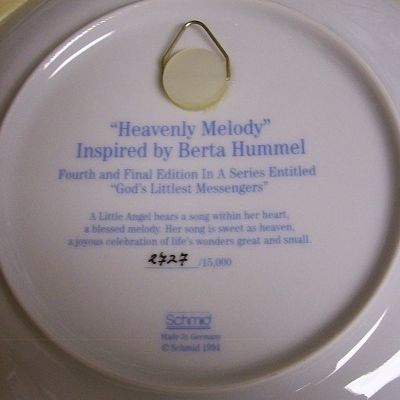 “Heavenly Melody”
Inspired by Berta Hummel
Fourth and Final Edition In A Series Entitled
“God's Littlest Messengers”
A Little Angel hears a song within her heart,
a blessed melody. Her song is sweet as heaven,
a joyous celebration of life's wonders great and small.
2727 /15,000
Schmid
Made In Germany
©Schmid 1994